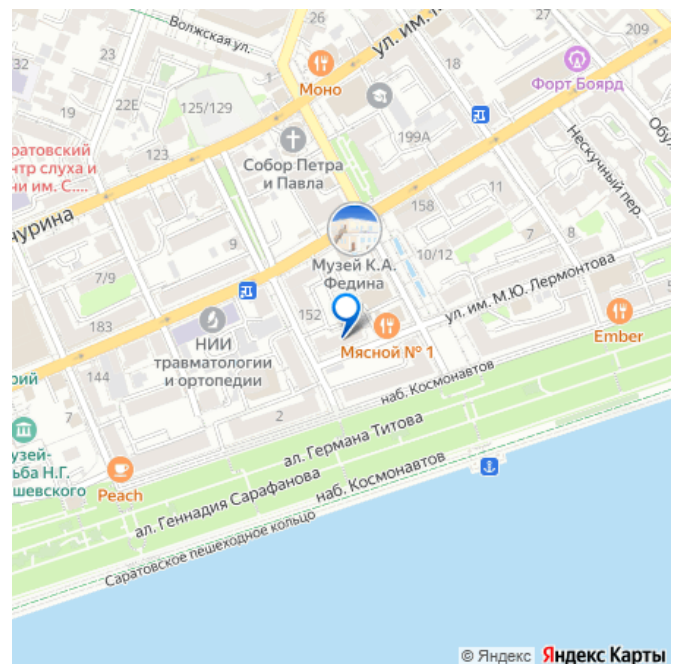 Волжская ул.
26
27
209
ул. им.
32
23
22Е
125/129
Моно
18
Форт Боярд
19
199А
123
Собор Петра
и Павла
Нескучный пер.
11
158
7
8
9
10/12
7/9
Музей К.А.
Федина
ул. им. М.Ю. Лермонтова
152
183
НИИ
травматологии
и ортопедии
Мясной № 1
Ember
144
наб. Космонавтов
2
7
ал. Германа Титова
Peach
ал. Геннадия Сарафанова
наб. Космонавтов
Саратовское пешеходное кольцо
© Яндекс Яндекс Карты